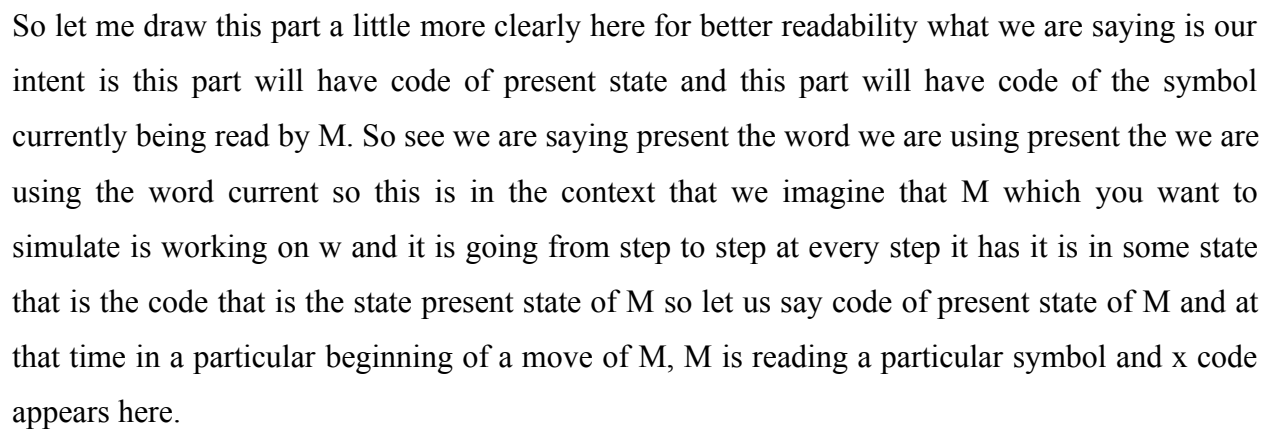 So let me draw this part a little more clearly here for better readability what we are saying is our
intent is this part will have code of present state and this part will have code of the symbol
currently being read by M. So see we are saying present the word we are using present the we are
using the word current so this is in the context that we imagine that M which you want to
simulate is working on w and it is going from step to step at every step it has it is in some state
that is the code that is the state present state of M so let us say code of present state of M and at
that time in a particular beginning of a move of M, M is reading a particular symbol and x code
appears here.